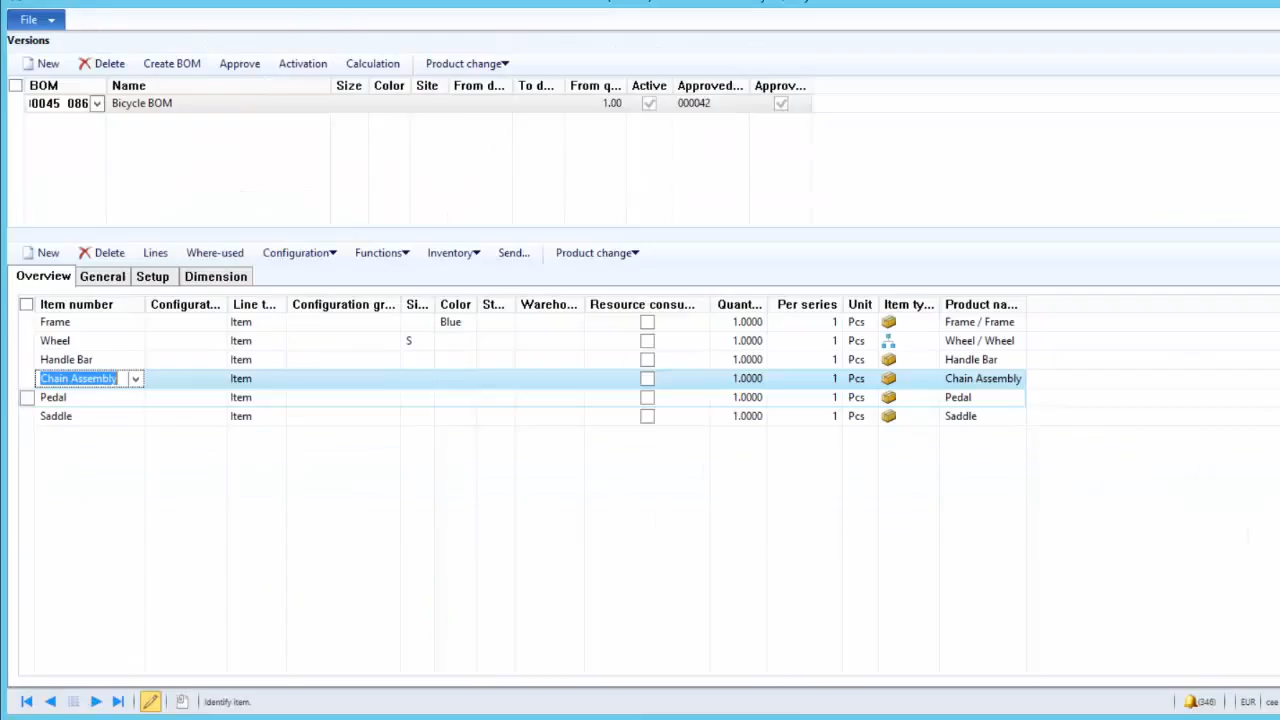 File
Versions
New Delete Create BOM Approve Activation Calculation Product change
BOM Name Size Color Site From d... To d... From q... Active Approved... Approv...
0045 086 Bicycle BOM 1.00 000042
New Delete Lines Where-used Configuration Functions Inventory Send... Product change
Overview General Setup Dimension
Item number Configurat... Line t... Configuration gr... Si... Color St... Wareho... Resource consu... Quant... Per series Unit Item ty... Product na...
Frame Item Blue 1.0000 1 Pcs Frame / Frame
Wheel Item S 1.0000 1 Pcs Wheel / Wheel
Handle Bar Item 1.0000 1 Pcs Handle Bar
Chain Assembly Item 1.0000 1 Pcs Chain Assembly
Pedal Item 1.0000 1 Pcs Pedal
Saddle Item 1.0000 1 Pcs Saddle
Identify item. (346) EUR